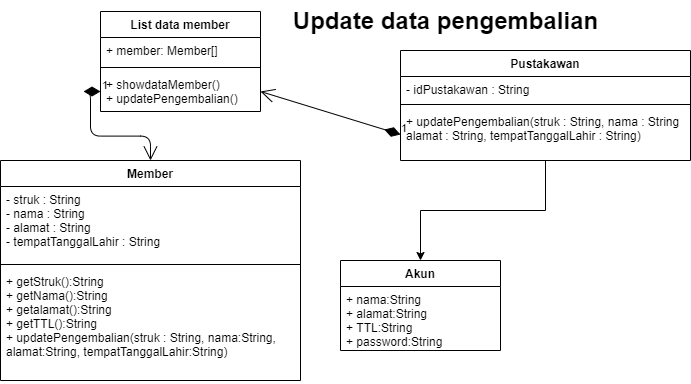 Update data pengembalian
List data member
+ member: Member[]
1
+ showdataMember()
+ updatePengembalian()
Pustakawan
- idPustakawan : String
1
+ updatePengembalian(struk : String, nama : String
alamat : String, tempatTanggalLahir : String)
Member
- struk : String
- nama : String
- alamat : String
- tempatTanggalLahir : String
+ getStruk():String
+ getNama():String
+ getalamat():String
+ getTTL():String
+ updatePengembalian(struk : String, nama:String,
alamat:String, tempatTanggalLahir:String)
Akun
+ nama:String
+ alamat:String
+ TTL:String
+ password:String